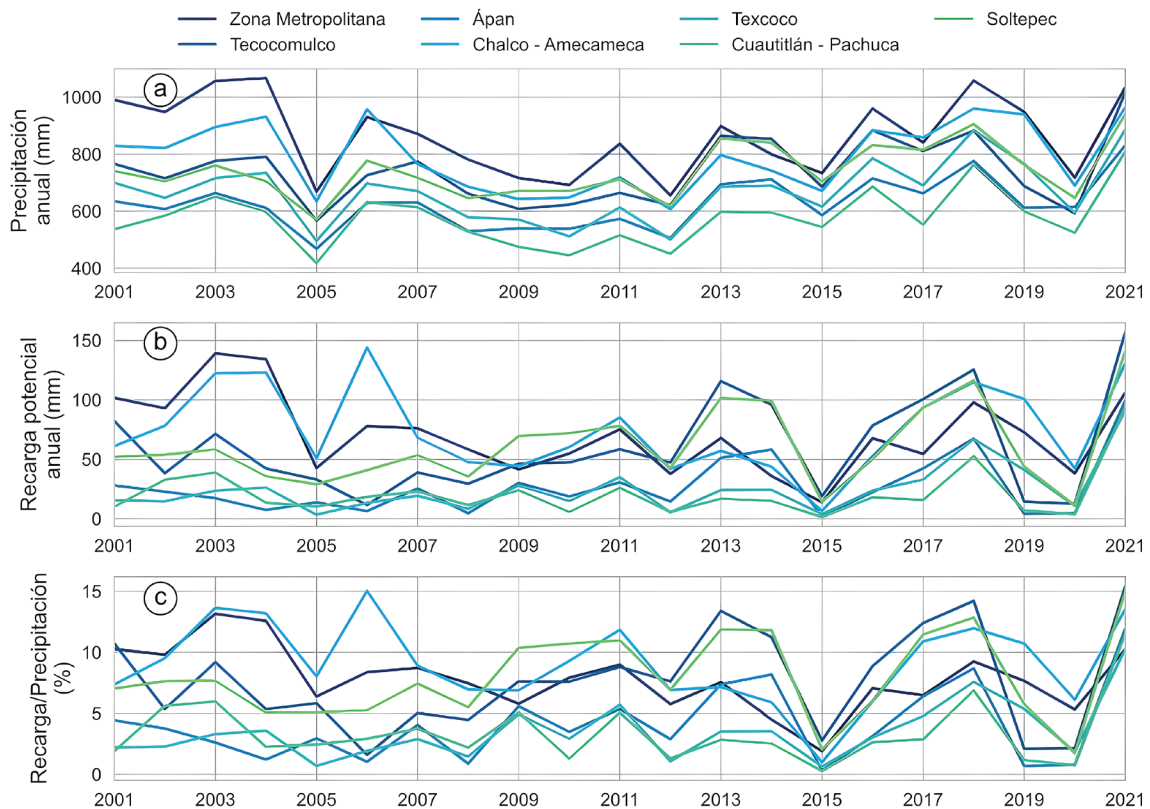 Zona Metropolitana Ápan Texcoco Soltepec
Tecocomulco Chalco - Amecameca Cuautitlán - Pachuca
a
Precipitación
anual (mm)
1000
800
600
400
2001 2003 2005 2007 2009 2011 2013 2015 2017 2019 2021
b
Recarga potencial
anual (mm)
150
100
50
0
2001 2003 2005 2007 2009 2011 2013 2015 2017 2019 2021
c
Recarga/Precipitación
(%)
15
10
5
0
2001 2003 2005 2007 2009 2011 2013 2015 2017 2019 2021